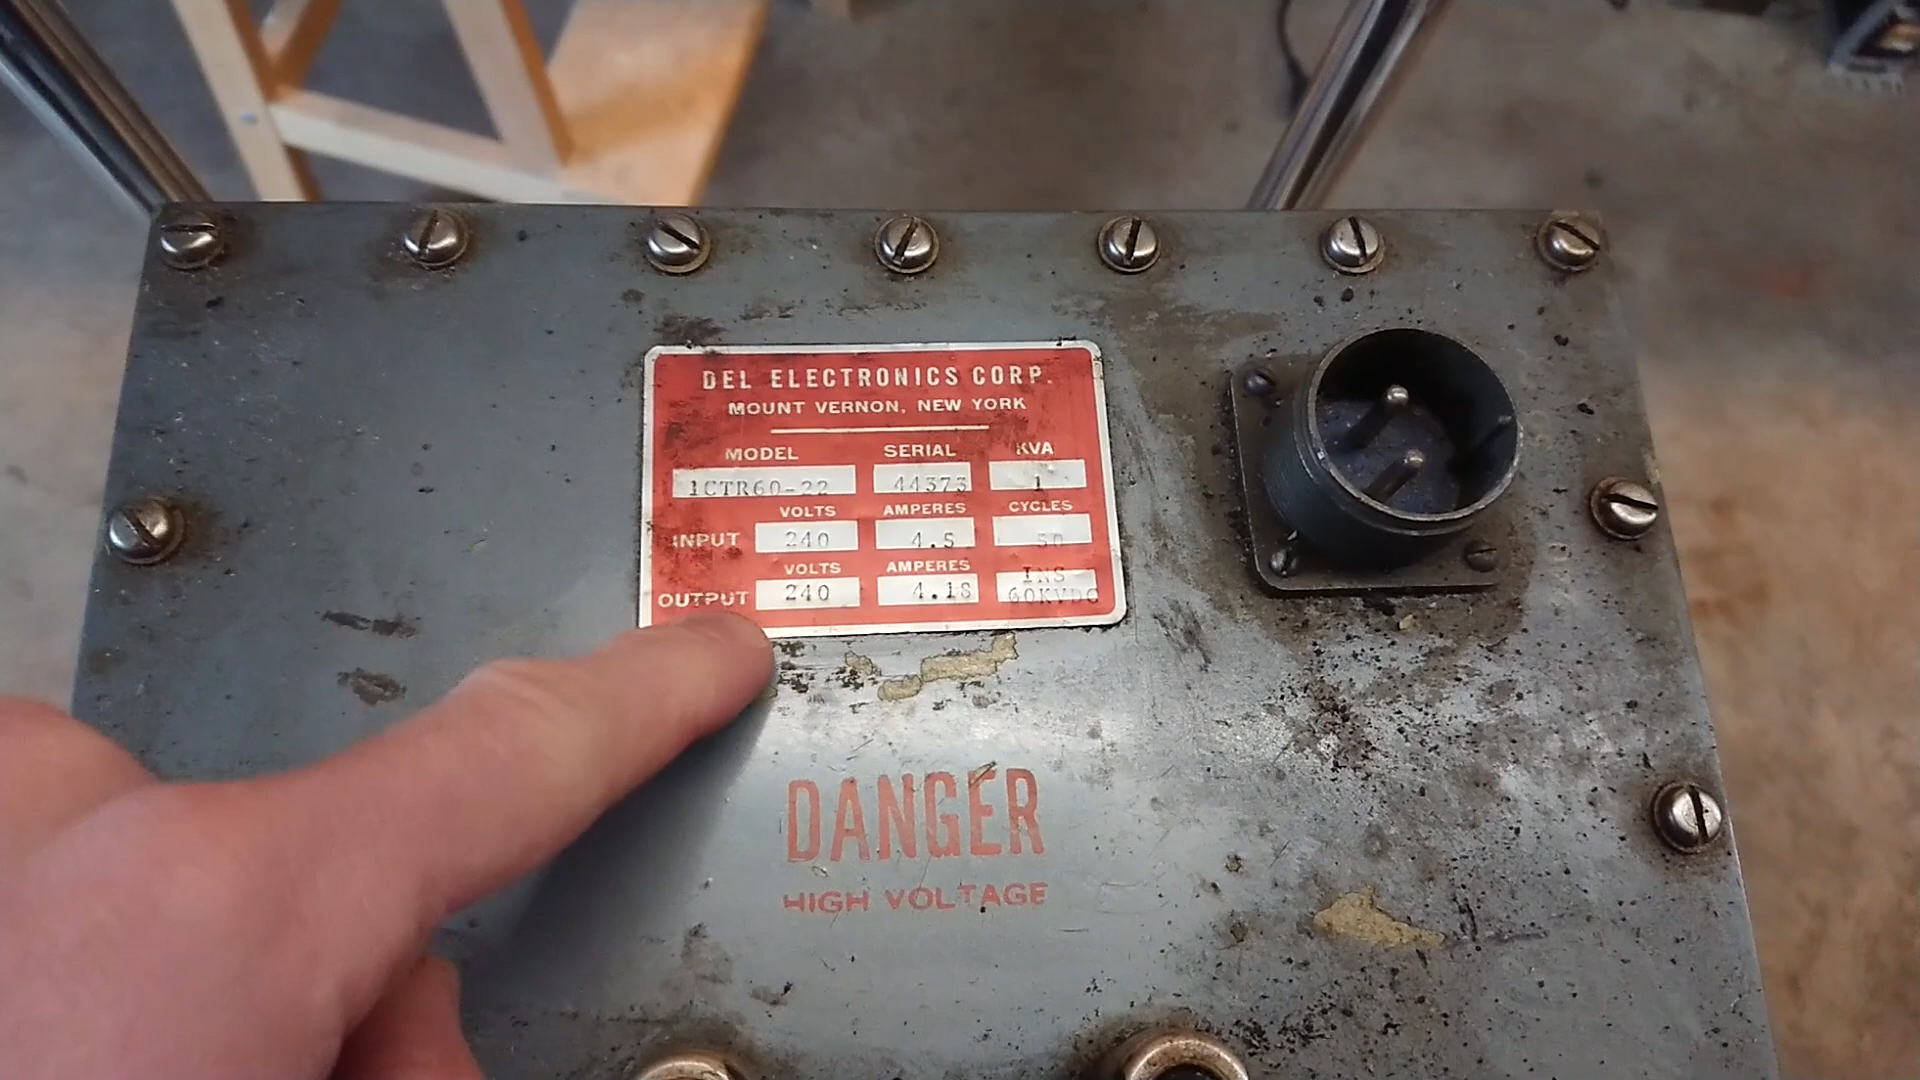 DEL ELECTRONICS CORP.
MOUNT VERNON, NEW YORK
MODEL SERIAL KVA
1CTR60-22 44373 1
VOLTS AMPERES CYCLES
INPUT 240 4.5 50
VOLTS AMPERES INS
OUTPUT 240 4.18 60KVDC
DANGER
HIGH VOLTAGE